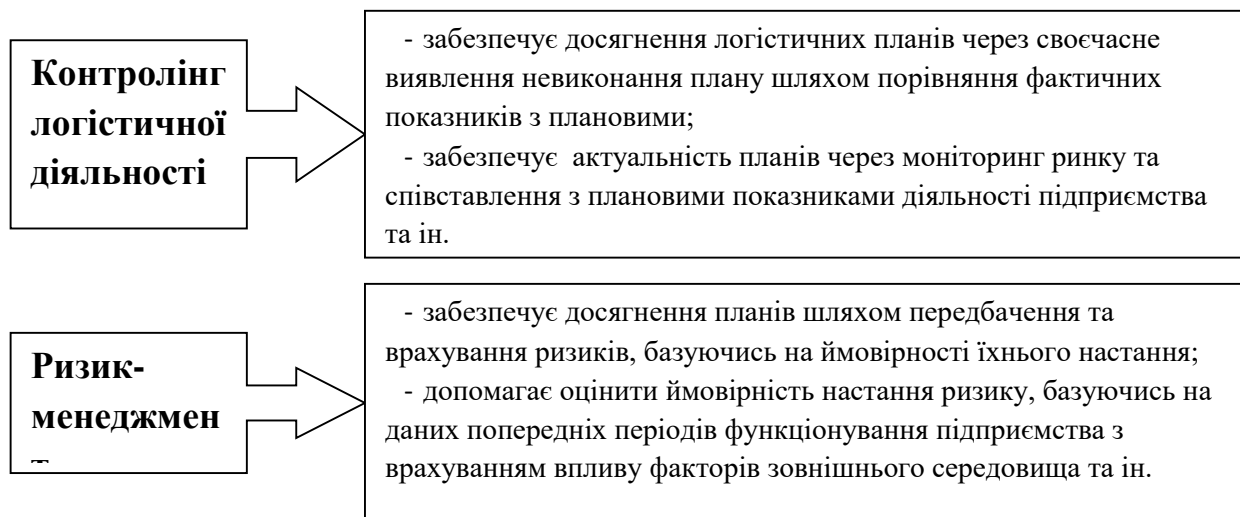 Контролінг
логістичної
діяльності
- забезпечує досягнення логістичних планів через своєчасне
виявлення невиконання плану шляхом порівняння фактичних
показників з плановими;
- забезпечує актуальність планів через моніторинг ринку та
співставлення з плановими показниками діяльності підприємства
та ін.
Ризик-
менеджмен
т
- забезпечує досягнення планів шляхом передбачення та
врахування ризиків, базуючись на ймовірності їхнього настання;
- допомагає оцінити ймовірність настання ризику, базуючись на
даних попередніх періодів функціонування підприємства з
врахуванням впливу факторів зовнішнього середовища та ін.